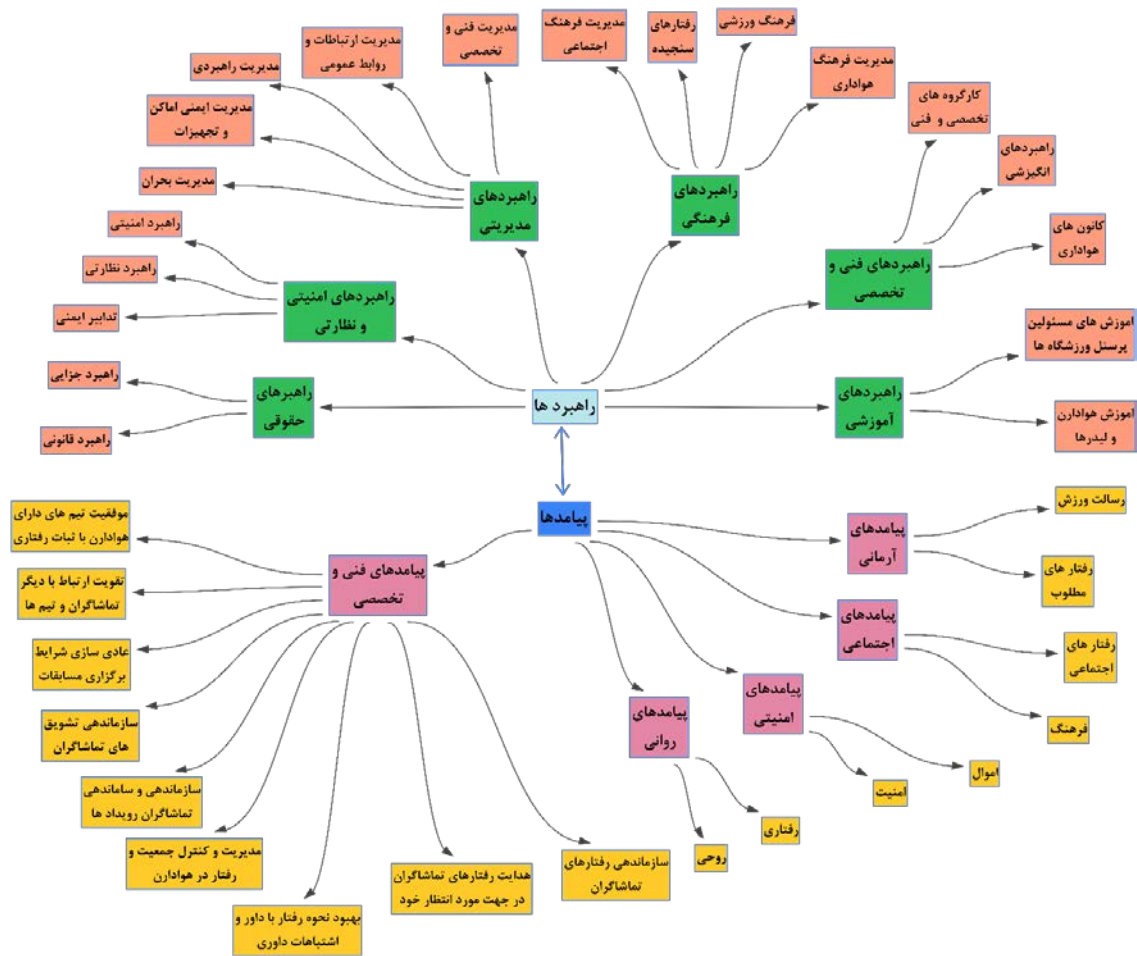 فرهنگ ورزشی
رفتارهای
سنجیده
مدیریت فرهنگ
اجتماعی
مدیریت فنی و
تخصصی
مدیریت ارتباطات و
روابط عمومی
مدیریت راهبردی
مدیریت ایمنی اماکن
و تجهیزات
مدیریت بحران
مدیریت فرهنگ
هواداری
کارگروه های
تخصصی و فنی
راهبردهای
انگیزشی
کانون های
هواداری
راهبردهای
فرهنگی
راهبردهای
مدیریتی
راهبردهای فنی و
تخصصی
راهبرد امنیتی
راهبرد نظارتی
تدابیر ایمنی
راهبردهای امنیتی
و نظارتی
اموزش های مسئولین
پرسنل ورزشگاه ها
راهبرد جزایی
راهبرد قانونی
راهبرهای
حقوقی
راهبرد ها
راهبردهای
آموزشی
اموزش هوادارن
و لیدرها
پیامدها
رسالت ورزش
پیامدهای
آرمانی
رفتار های
مطلوب
پیامدهای
اجتماعی
رفتار های
اجتماعی
فرهنگ
پیامدهای
امنیتی
اموال
امنیت
پیامدهای
روانی
رفتاری
روحی
پیامدهای فنی و
تخصصی
موفقیت تیم های دارای
هوادارن با ثبات رفتاری
تقویت ارتباط با دیگر
تماشاگران و تیم ها
عادی سازی شرایط
برگزاری مسابقات
سازماندهی تشویق
های تماشاگران
سازماندهی و ساماندهی
تماشاگران رویداد ها
مدیریت و کنترل جمعیت و
رفتار در هوادارن
بهبود نحوه رفتار با داور و
اشتباهات داوری
هدایت رفتارهای تماشاگران
در جهت مورد انتظار خود
سازماندهی رفتارهای
تماشاگران